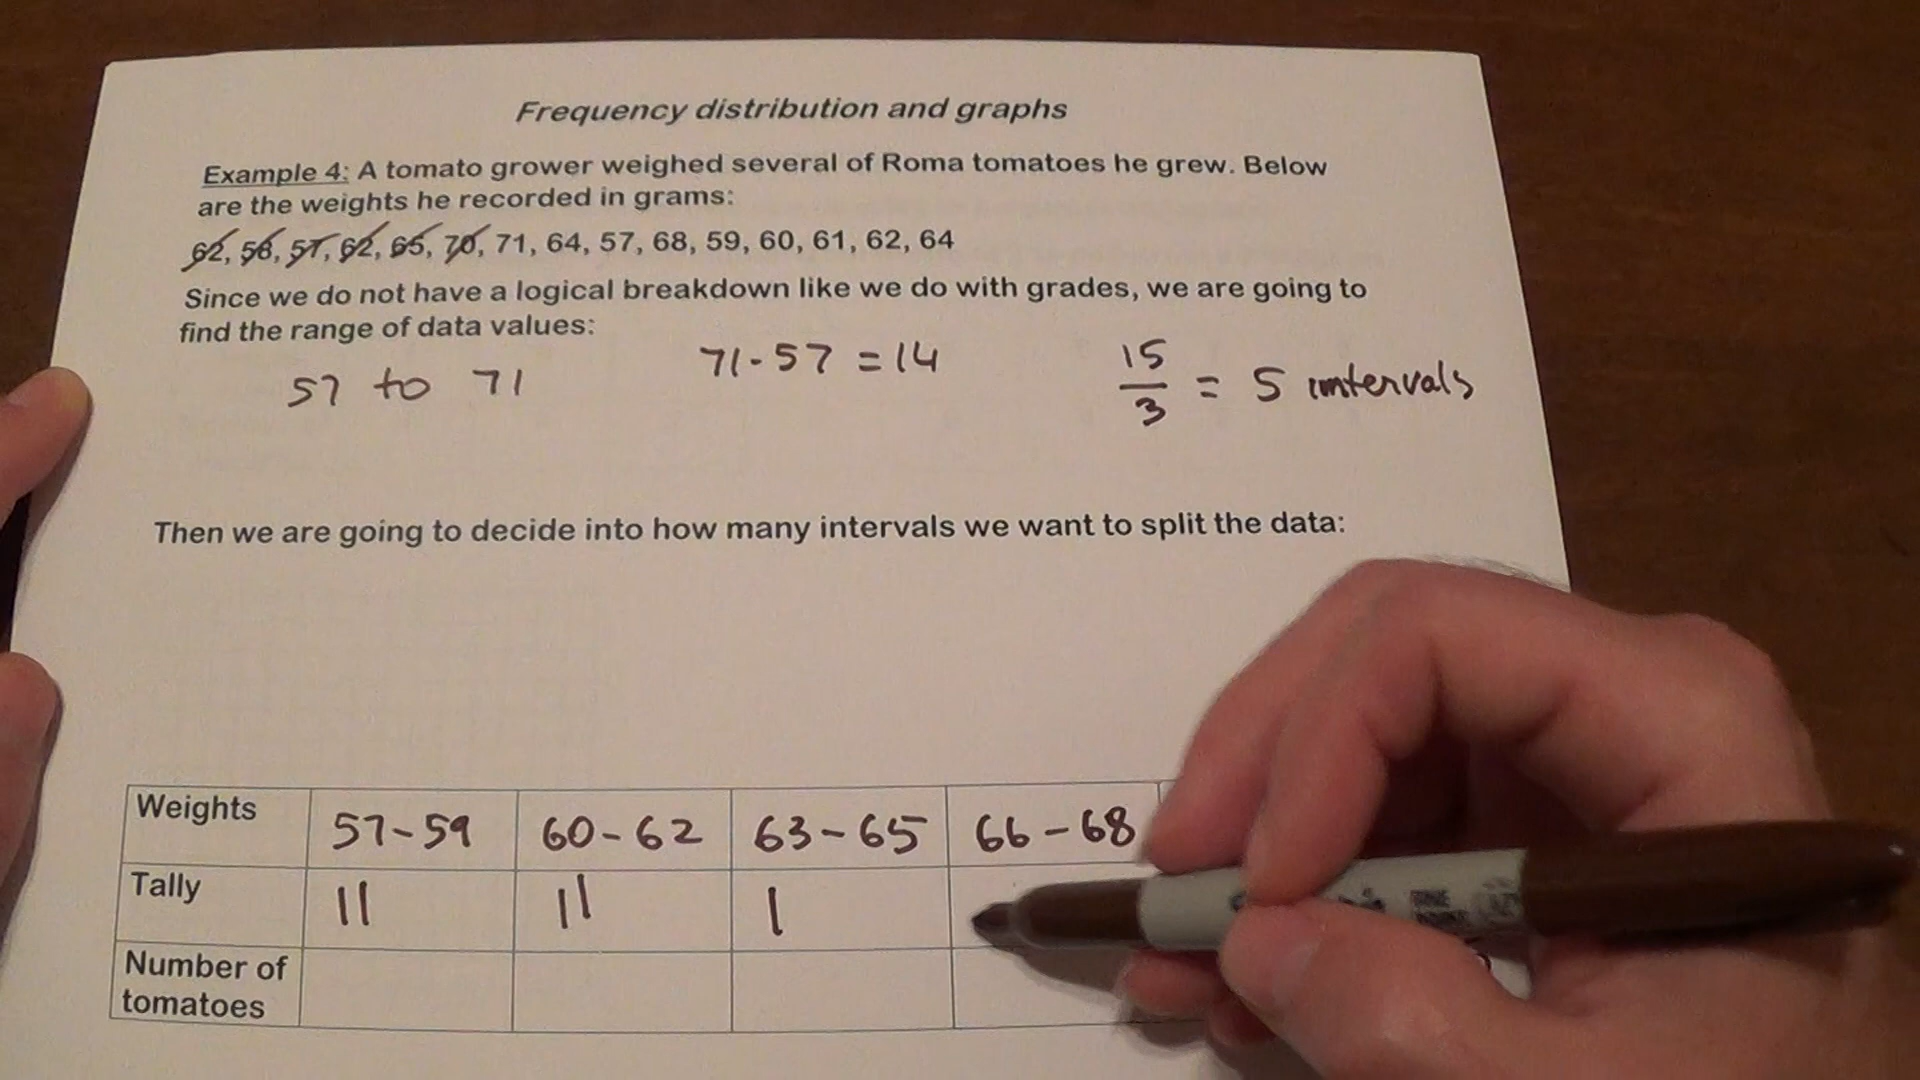 Frequency distribution and graphs
Example 4: A tomato grower weighed several of Roma tomatoes he grew. Below
are the weights he recorded in grams:
62, 58, 57, 62, 65, 70, 71, 64, 57, 68, 59, 60, 61, 62, 64
Since we do not have a logical breakdown like we do with grades, we are going to
find the range of data values:
57 to 71
71-57 = 14
15/3 = 5 intervals
Then we are going to decide into how many intervals we want to split the data:
Weights 57-59 60-62 63-65 66-68
Tally || || |
Number of
tomatoes